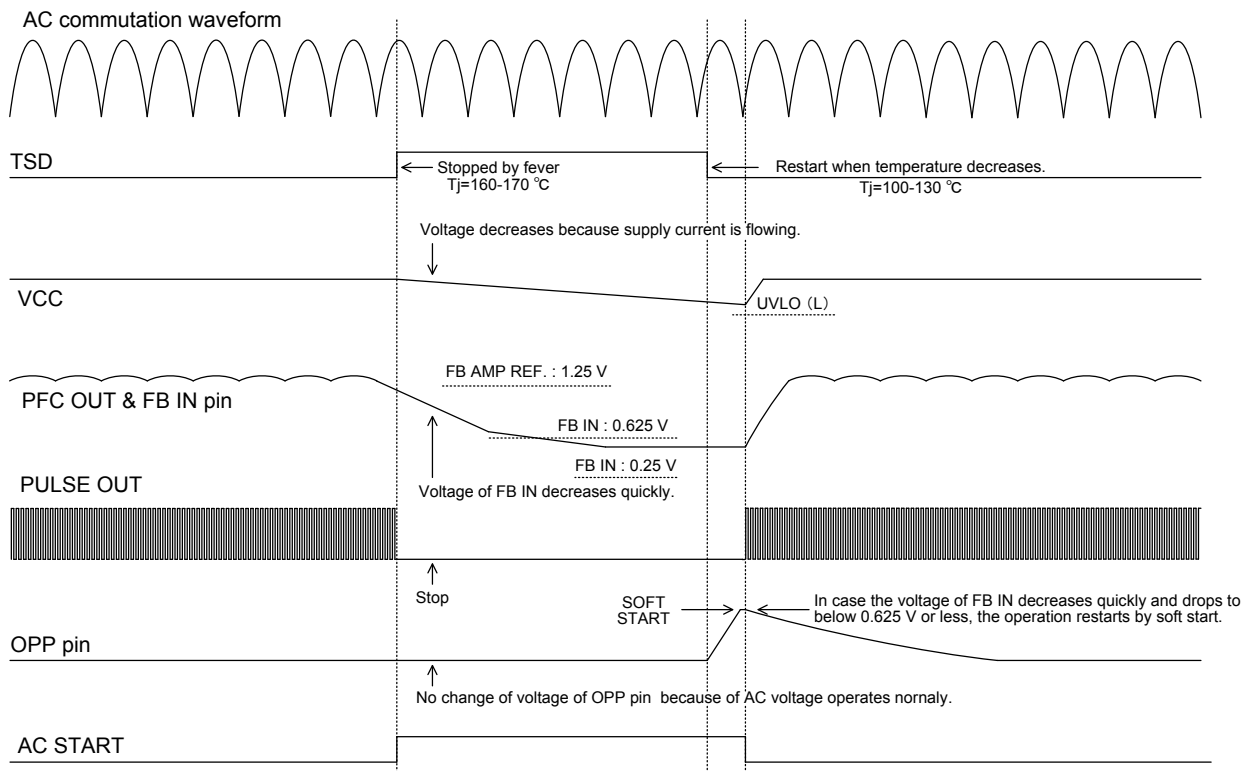 AC commutation waveform
TSD
Stopped by fever
Tj=160-170 °C
Restart when temperature decreases.
Tj=100-130 °C
Voltage decreases because supply current is flowing.
VCC
UVLO (L)
FB AMP REF. : 1.25 V
PFC OUT & FB IN pin
FB IN : 0.625 V
FB IN : 0.25 V
PULSE OUT
Voltage of FB IN decreases quickly.
Stop
SOFT
START
In case the voltage of FB IN decreases quickly and drops to
below 0.625 V or less, the operation restarts by soft start.
OPP pin
No change of voltage of OPP pin because of AC voltage operates nornaly.
AC START